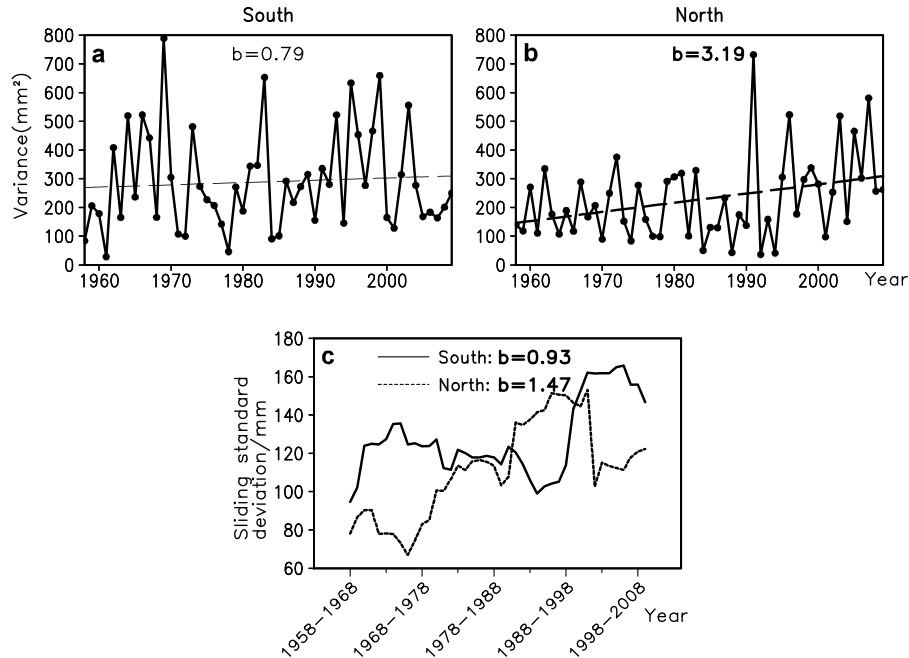 South
North
a
b=0.79
b
b=3.19
Variance(mm²)
800
700
600
500
400
300
200
100
0
1960
1970
1980
1990
2000
800
700
600
500
400
300
200
100
0
1960
1970
1980
1990
2000
Year
c
South: b=0.93
North: b=1.47
Sliding standard
deviation/mm
180
160
140
120
100
80
60
1958-1968
1968-1978
1978-1988
1988-1998
1998-2008
Year